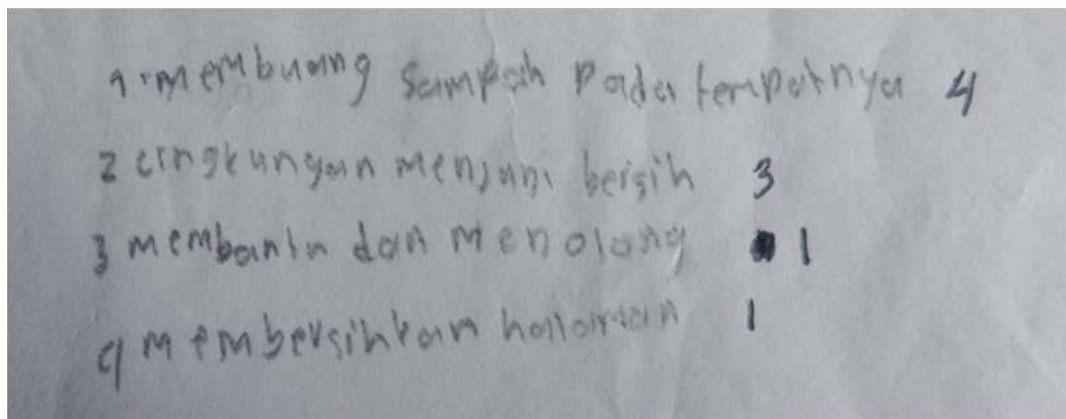 1. membuang sampah pada tempatnya 4
2 lingkungan menjani bersih 3
3 membantu dan menolong 1
4 membersihkan halaman 1